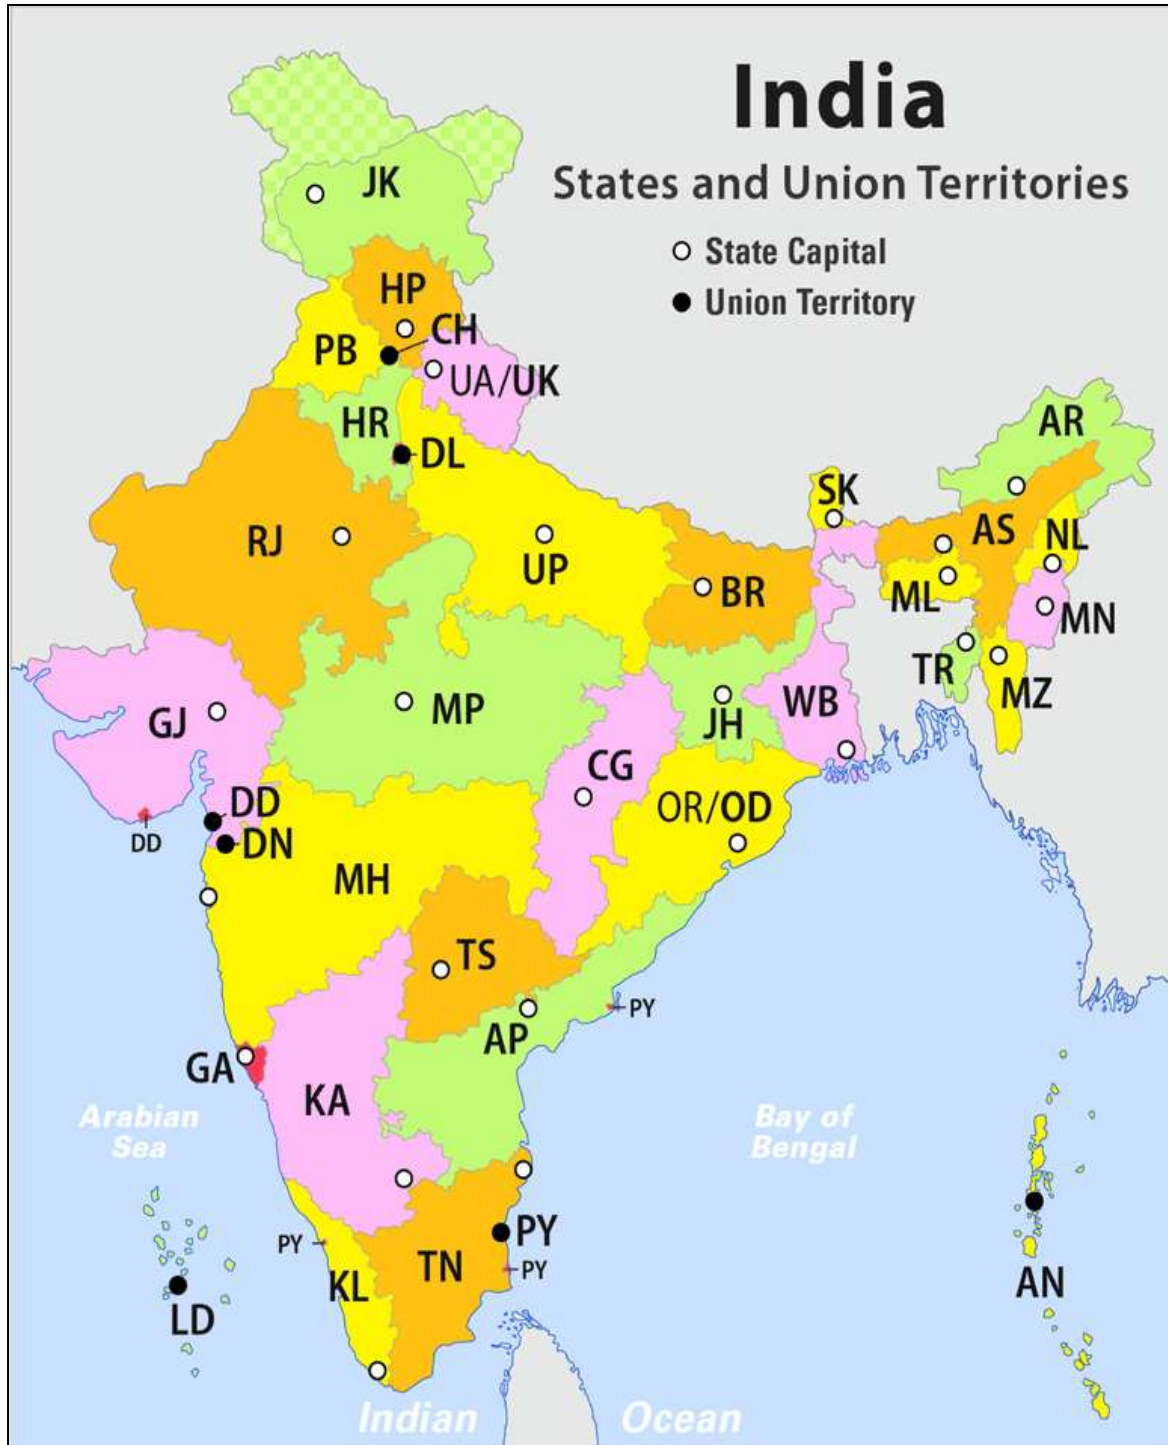 India
States and Union Territories
State Capital
Union Territory
JK
HP
CH
PB
UA/UK
HR
DL
AR
SK
RJ
UP
AS
NL
BR
ML
MN
TR
MZ
GJ
MP
JH
WB
CG
DD
OR/OD
DD
DN
MH
TS
PY
AP
GA
KA
Arabian
Sea
Bay of
Bengal
PY
PY
TN
PY
KL
AN
LD
Indian Ocean